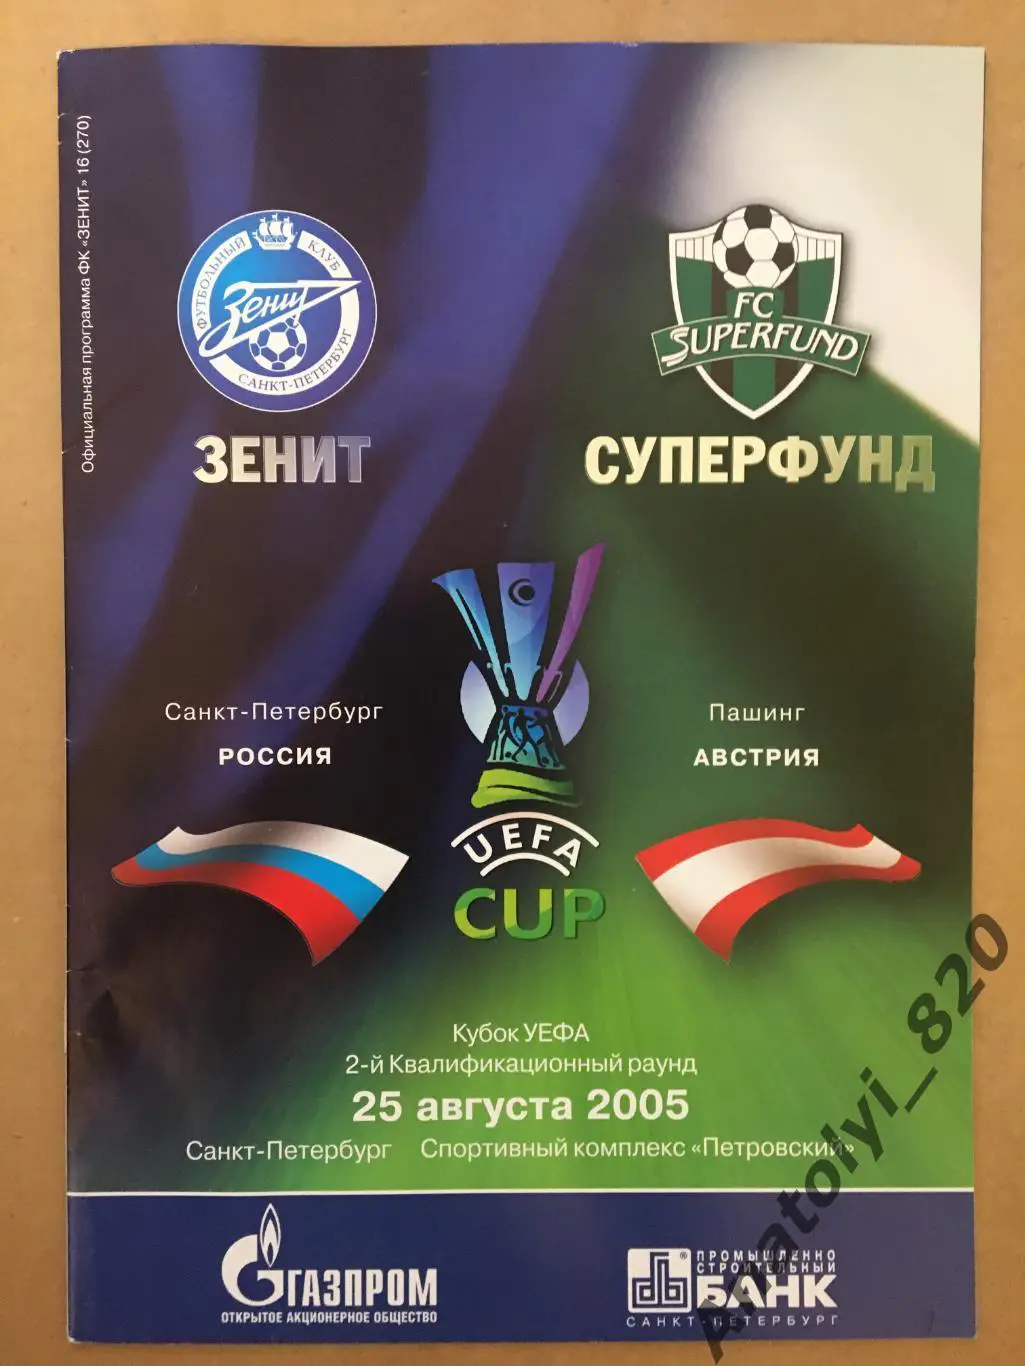 Официальная программа ФК «ЗЕНИТ» 16 (270)
ФУТБОЛЬНЫЙ КЛУБ
Зенит
САНКТ-ПЕТЕРБУРГ
FC
SUPERFUND
ЗЕНИТ
СУПЕРФУНД
Санкт-Петербург
РОССИЯ
Пашинг
АВСТРИЯ
UEFA
CUP
Кубок УЕФА
2-й Квалификационный раунд
25 августа 2005
Санкт-Петербург Спортивный комплекс «Петровский»
ГАЗПРОМ
ОТКРЫТОЕ АКЦИОНЕРНОЕ ОБЩЕСТВО
ПРОМЫШЛЕННО
СТРОИТЕЛЬНЫЙ
БАНК
САНКТ-ПЕТЕРБУРГ
Anatolyi_820